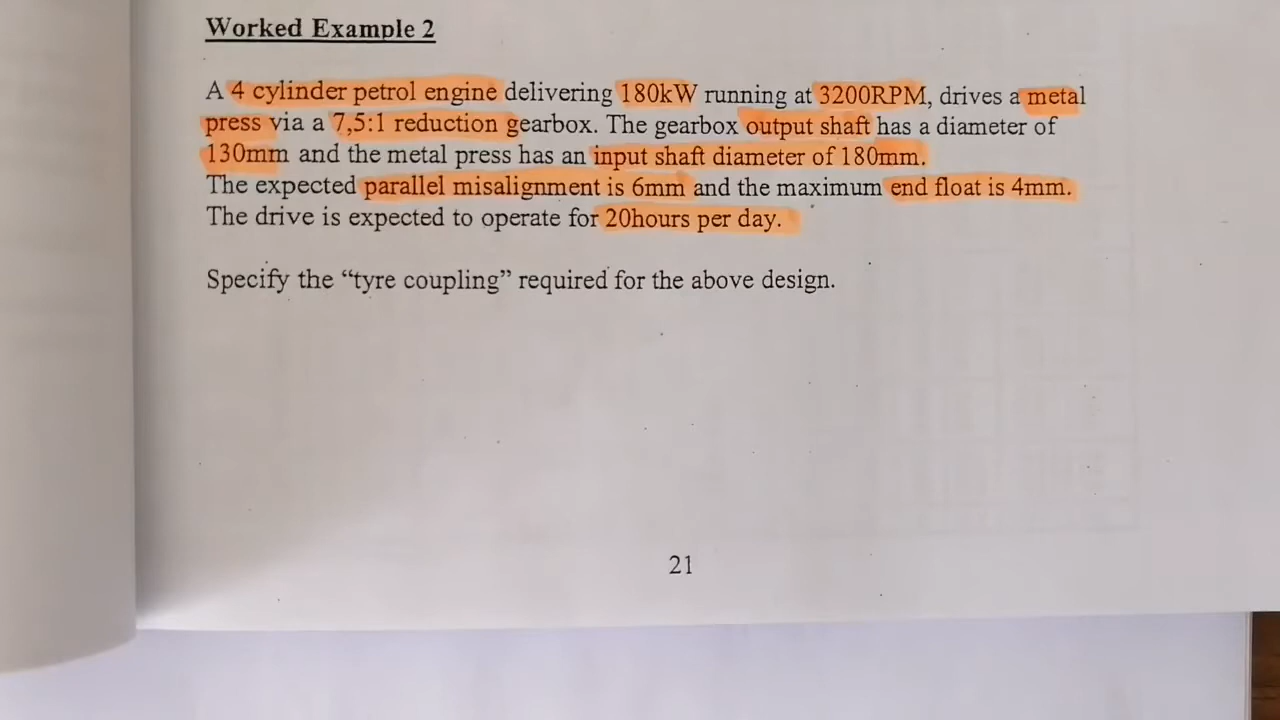 Worked Example 2
A 4 cylinder petrol engine delivering 180kW running at 3200RPM, drives a metal
press via a 7,5:1 reduction gearbox. The gearbox output shaft has a diameter of
130mm and the metal press has an input shaft diameter of 180mm.
The expected parallel misalignment is 6mm and the maximum end float is 4mm.
The drive is expected to operate for 20hours per day.
Specify the “tyre coupling” required for the above design.
21